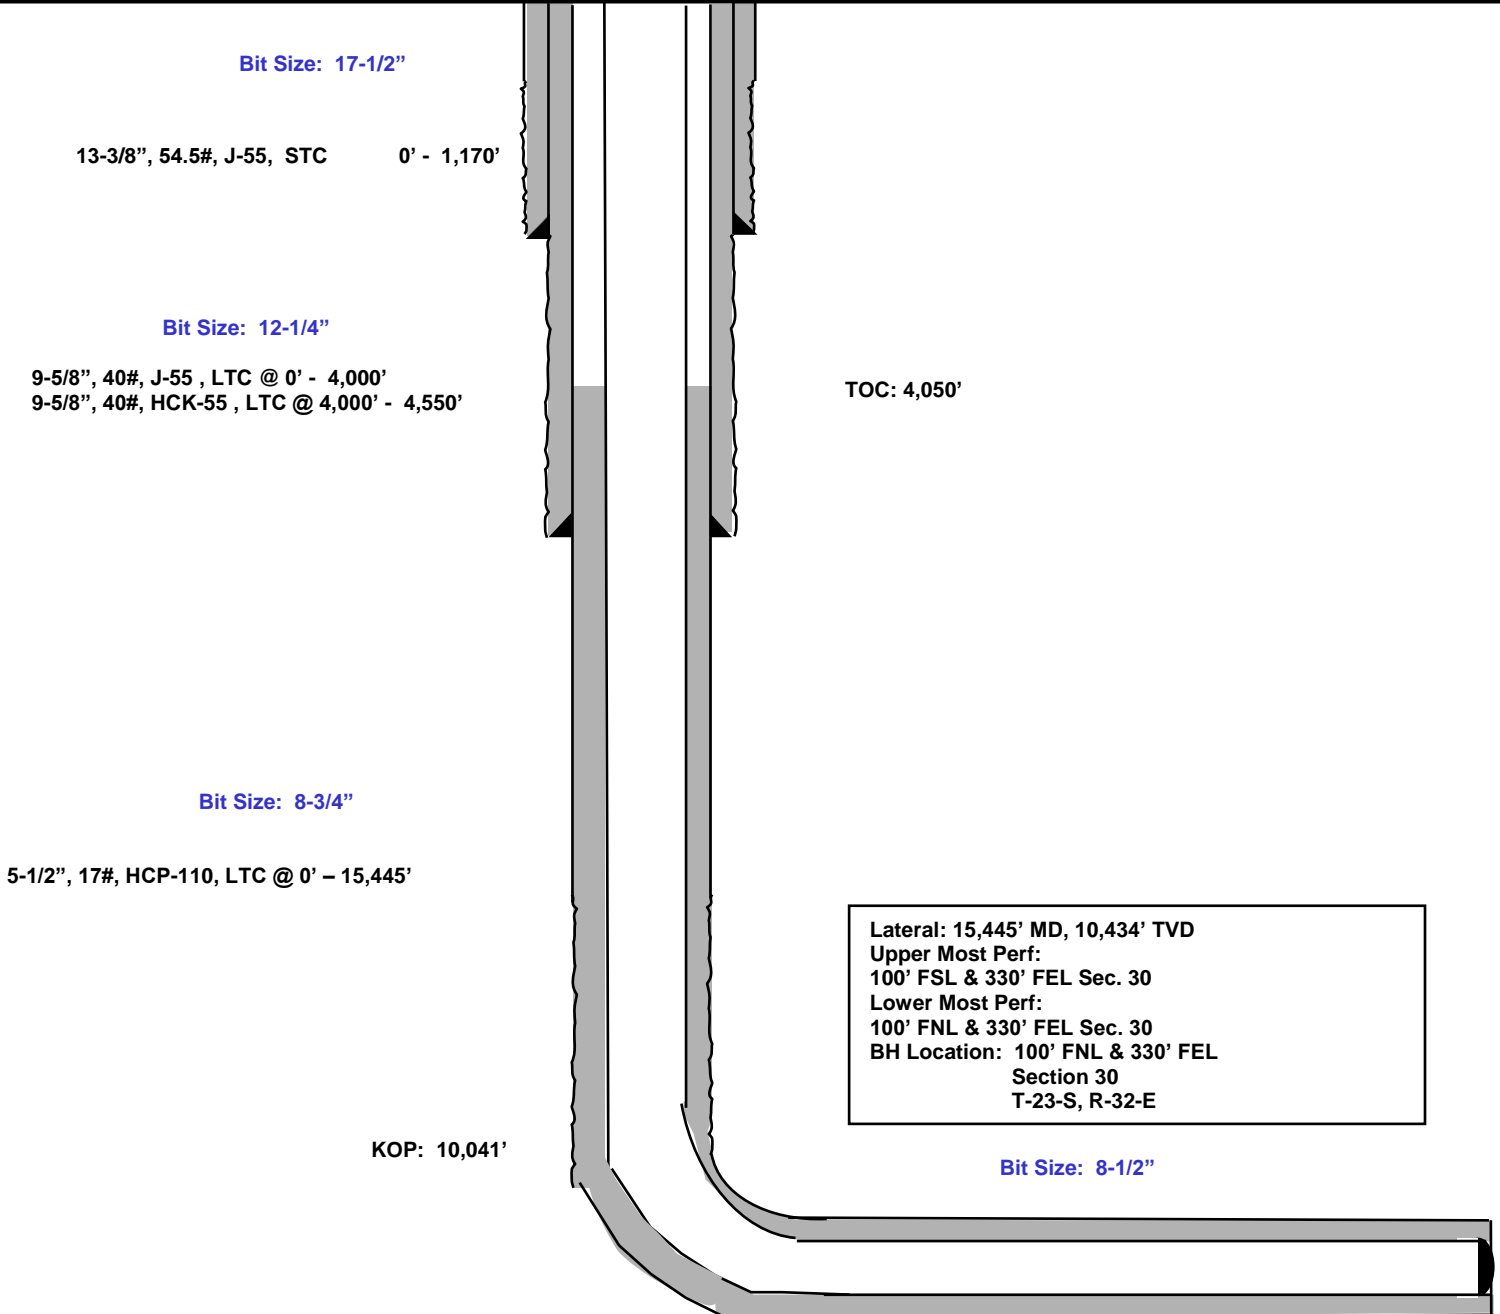 Bit Size: 17-1/2”
13-3/8”, 54.5#, J-55, STC 0’ - 1,170’
Bit Size: 12-1/4”
9-5/8”, 40#, J-55 , LTC @ 0’ - 4,000’
9-5/8”, 40#, HCK-55 , LTC @ 4,000’ - 4,550’
TOC: 4,050’
Bit Size: 8-3/4”
5-1/2”, 17#, HCP-110, LTC @ 0’ – 15,445’
Lateral: 15,445’ MD, 10,434’ TVD
Upper Most Perf:
100’ FSL & 330’ FEL Sec. 30
Lower Most Perf:
100’ FNL & 330’ FEL Sec. 30
BH Location: 100’ FNL & 330’ FEL
Section 30
T-23-S, R-32-E
KOP: 10,041’
Bit Size: 8-1/2”